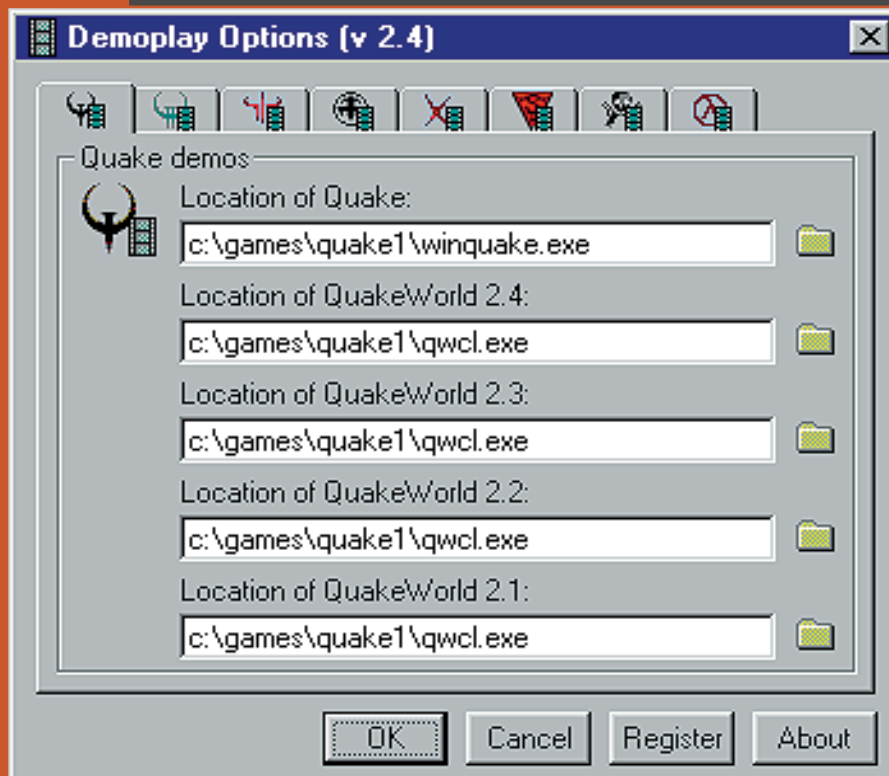 Demoplay Options (v 2.4)
Quake demos
Location of Quake:
c:\games\quake1\winquake.exe
Location of QuakeWorld 2.4:
c:\games\quake1\qwcl.exe
Location of QuakeWorld 2.3:
c:\games\quake1\qwcl.exe
Location of QuakeWorld 2.2:
c:\games\quake1\qwcl.exe
Location of QuakeWorld 2.1:
c:\games\quake1\qwcl.exe
OK Cancel Register About